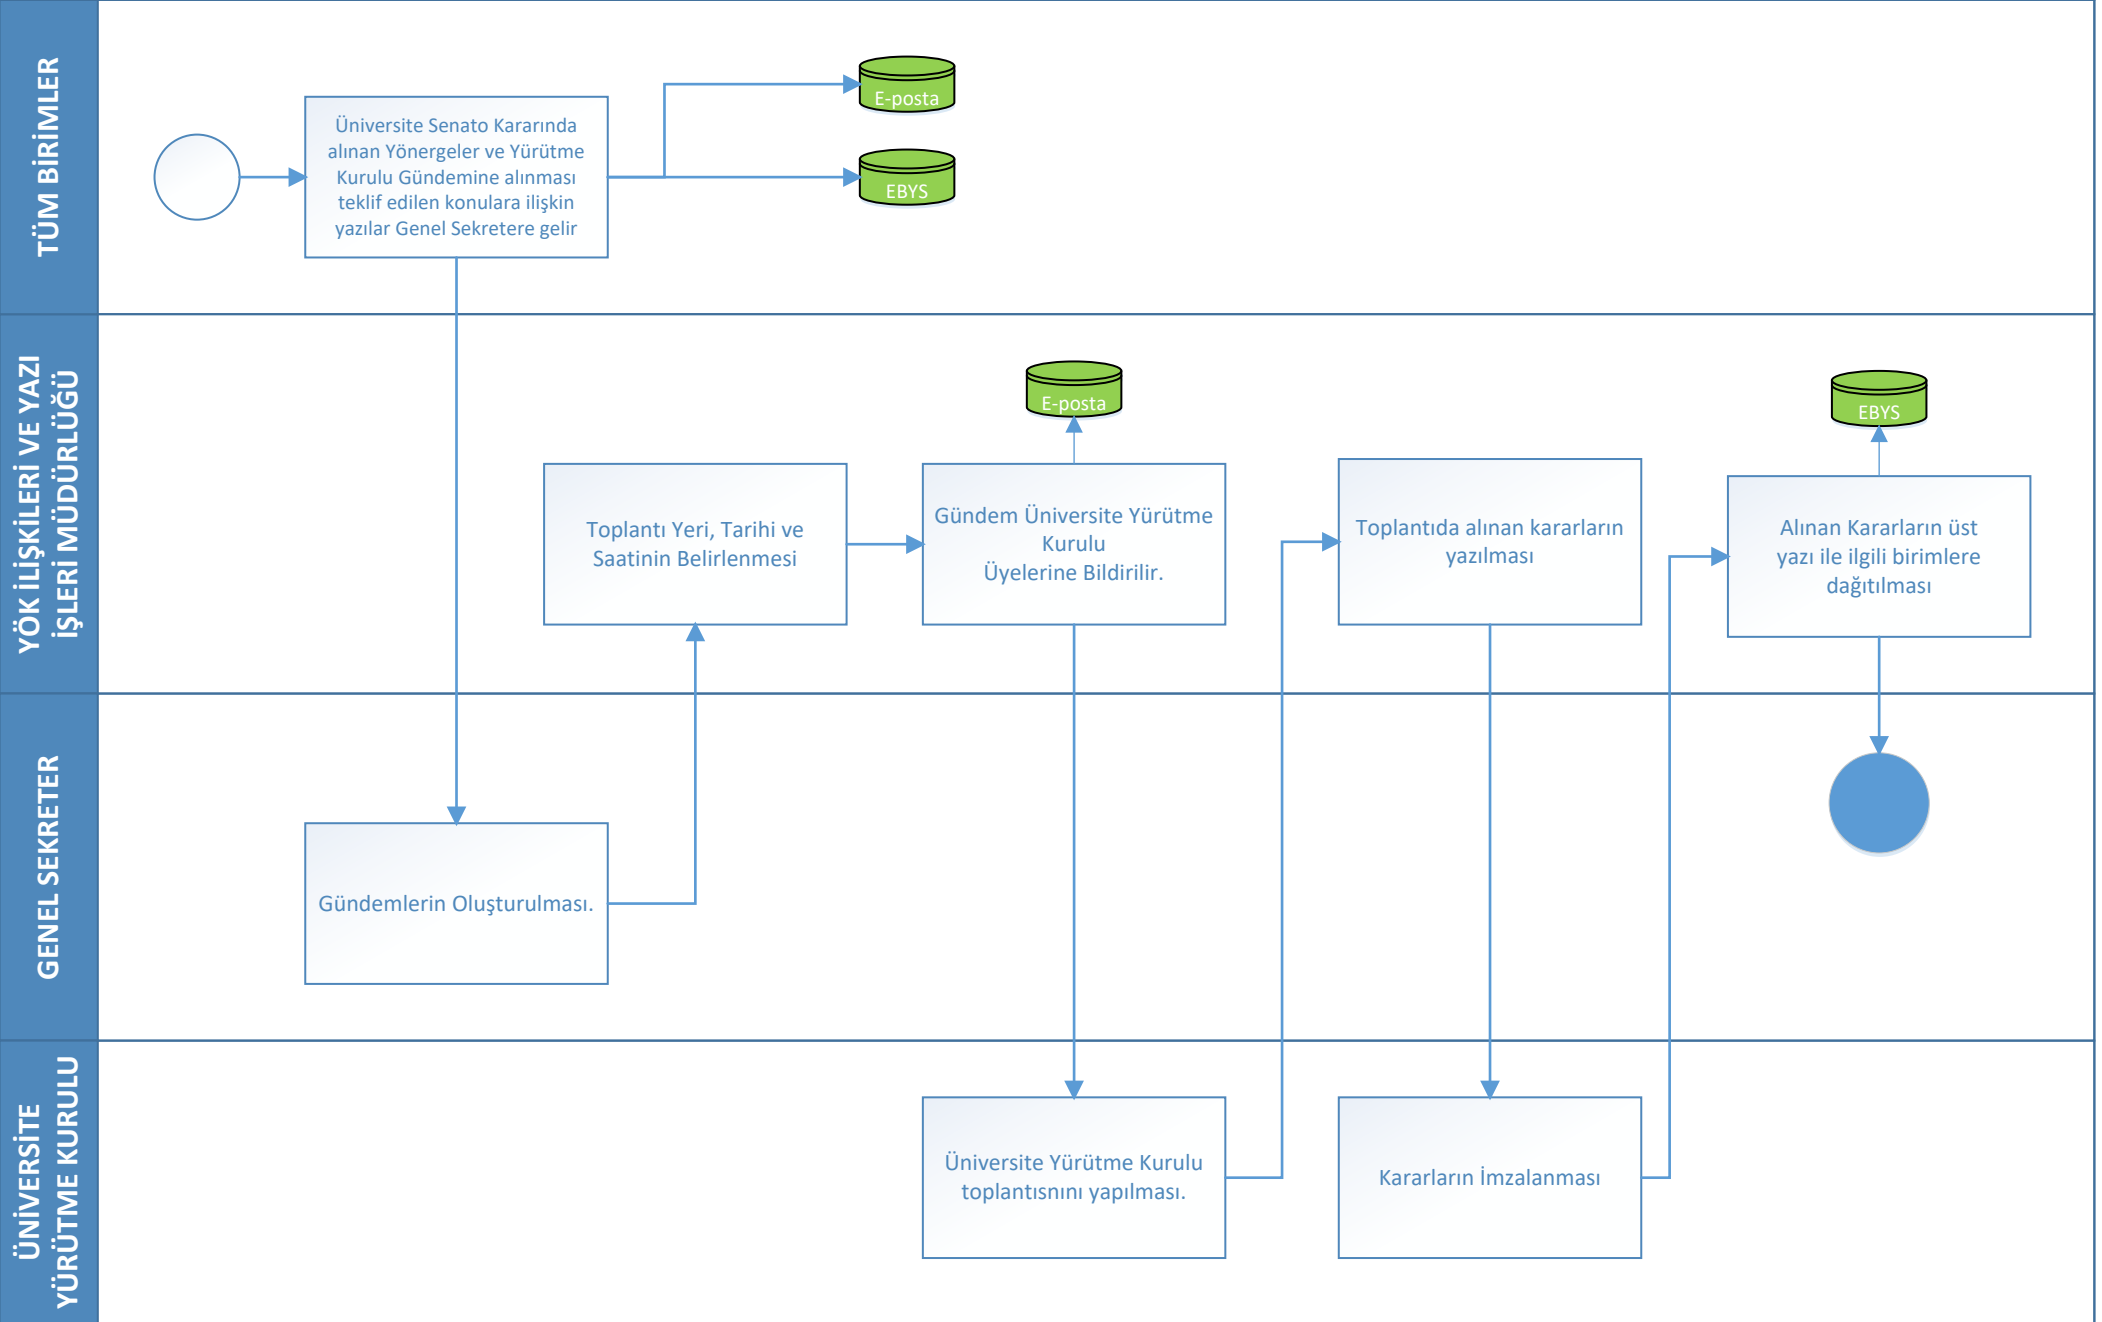 TÜM BİRİMLER
Üniversite Senato Kararında
alınan Yönergeler ve Yürütme
Kurulu Gündemine alınması
teklif edilen konulara ilişkin
yazılar Genel Sekretere gelir
E-posta
EBYS
YÖK İLİŞKİLERİ VE YAZI
İŞLERİ MÜDÜRLÜĞÜ
Toplantı Yeri, Tarihi ve
Saatinin Belirlenmesi
E-posta
Gündem Üniversite Yürütme
Kurulu
Üyelerine Bildirilir.
Toplantıda alınan kararların
yazılması
EBYS
Alınan Kararların üst
yazı ile ilgili birimlere
dağıtılması
GENEL SEKRETER
Gündemlerin Oluşturulması.
ÜNİVERSİTE
YÜRÜTME KURULU
Üniversite Yürütme Kurulu
toplantısnını yapılması.
Kararların İmzalanması